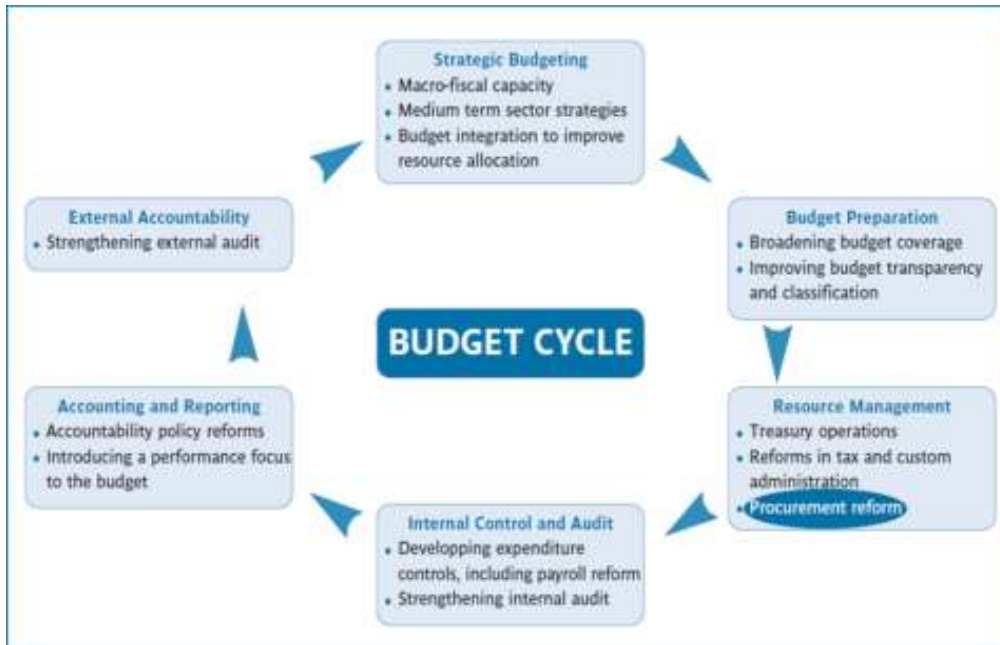 Strategic Budgeting
• Macro-fiscal capacity
• Medium term sector strategies
• Budget integration to improve
resource allocation
Budget Preparation
• Broadening budget coverage
• Improving budget transparency
and classification
Resource Management
• Treasury operations
• Reforms in tax and custom
administration
• Procurement reform
Internal Control and Audit
• Developping expenditure
controls, including payroll reform
• Strengthening internal audit
Accounting and Reporting
• Accountability policy reforms
• Introducing a performance focus
to the budget
External Accountability
• Strengthening external audit
BUDGET CYCLE